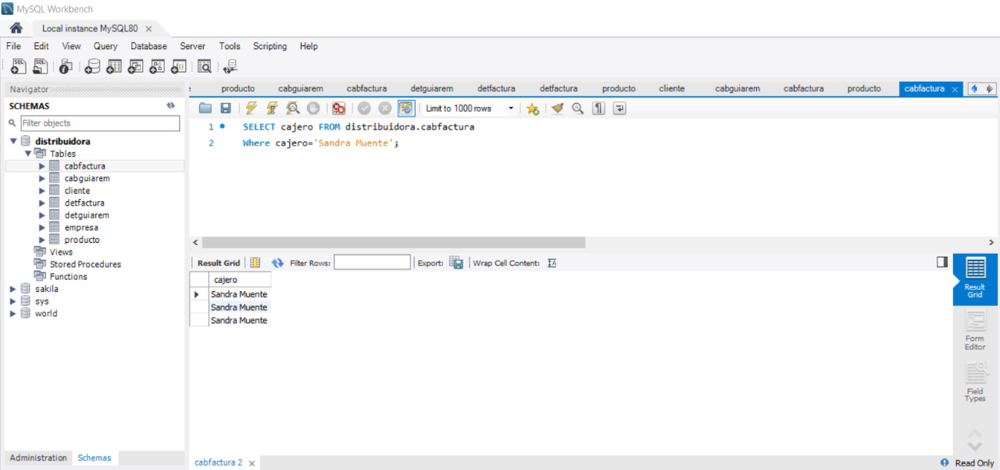 MySQL Workbench
Local instance MySQL80
File Edit View Query Database Server Tools Scripting Help
Navigator
SCHEMAS
Filter objects
distribuidora
Tables
cabfactura
cabguiarem
cliente
detfactura
detguiarem
empresa
producto
Views
Stored Procedures
Functions
sakila
sys
world
Administration Schemas
producto cabguiarem cabfactura detguiarem detfactura detfactura producto cliente cabguiarem cabfactura producto cabfactura
Limit to 1000 rows
1 SELECT cajero FROM distribuidora.cabfactura
2 Where cajero='Sandra Muente';
Result Grid Filter Rows: Export: Wrap Cell Content:
cajero
Sandra Muente
Sandra Muente
Sandra Muente
Result
Grid
Form
Editor
Field
Types
cabfactura 2
Read Only